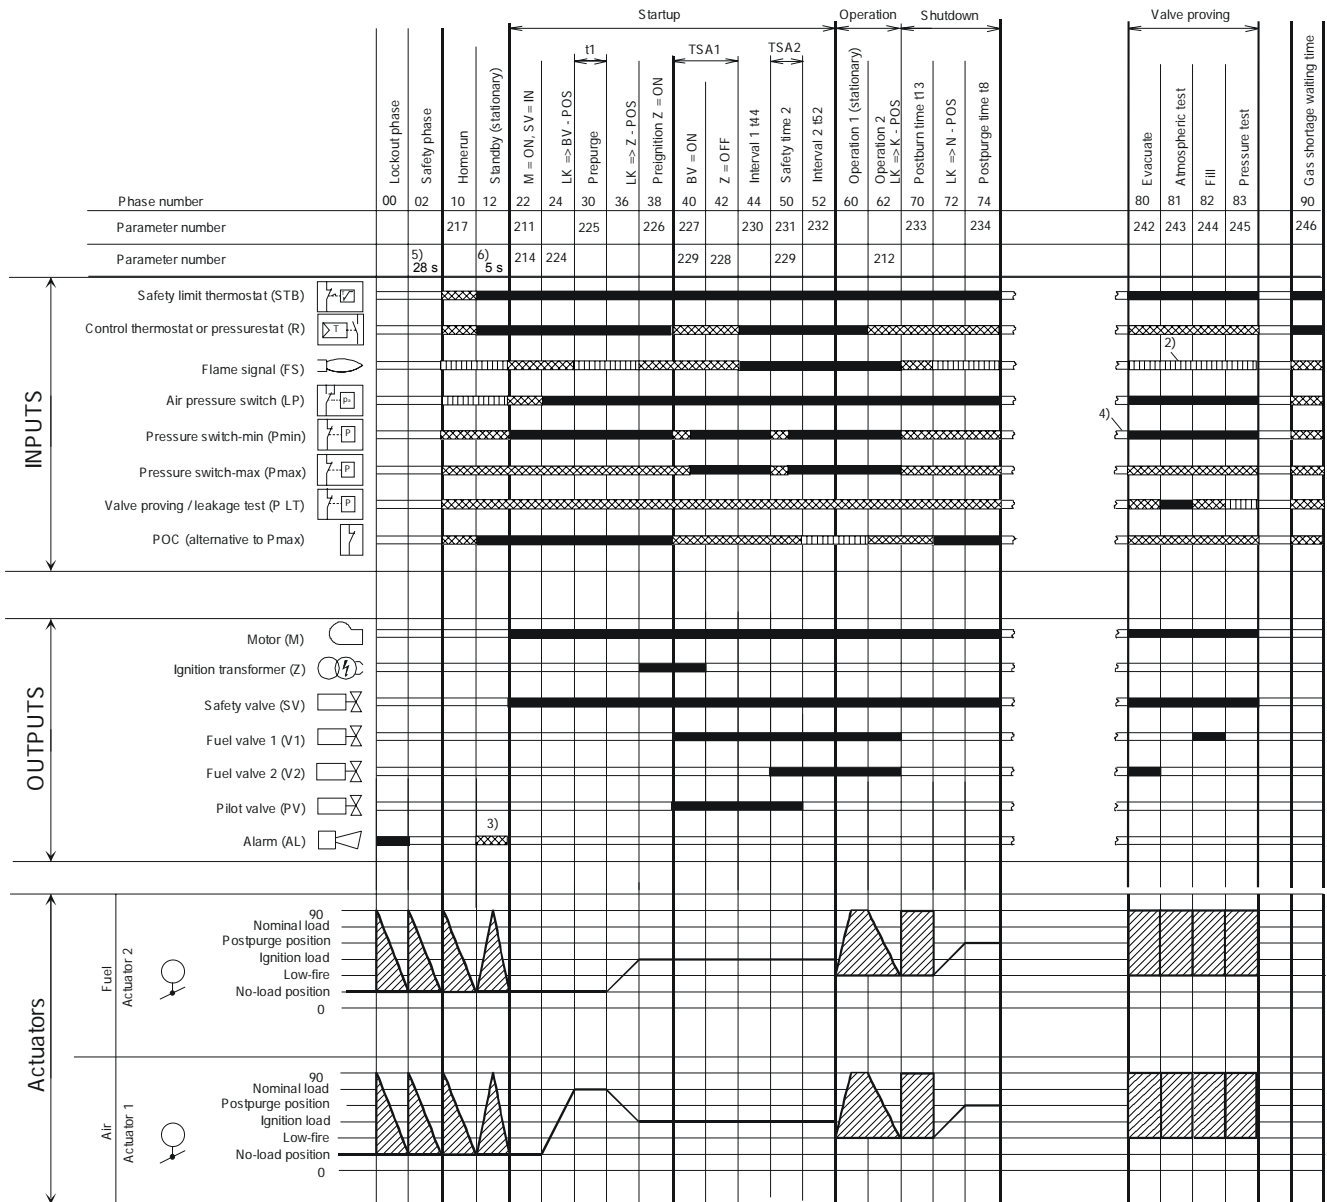 Startup Operation Shutdown Valve proving
t1 TSA1 TSA2
Lockout phase
Safety phase
Homerun
Standby (stationary)
M = ON, SV = IN
LK => BV - POS
Prepurge
LK => Z - POS
Preignition Z = ON
BV = ON
Z = OFF
Interval 1 t44
Safety time 2
Interval 2 t52
Operation 1 (stationary)
Operation 2
LK => K - POS
Postburn time t13
LK => N - POS
Postpurge time t8
Evacuate
Atmospheric test
Fill
Pressure test
Gas shortage waiting time
Phase number 00 02 10 12 22 24 30 36 38 40 42 44 50 52 60 62 70 72 74 80 81 82 83 90
Parameter number 217 211 225 226 227 230 231 232 233 234 242 243 244 245 246
Parameter number 5) 28 s 6) 5 s 214 224 229 228 229 212
INPUTS
Safety limit thermostat (STB)
Control thermostat or pressurestat (R) T
2)
Flame signal (FS)
Air pressure switch (LP) pa
4)
Pressure switch-min (Pmin) P
Pressure switch-max (Pmax) P
Valve proving / leakage test (P LT) P
POC (alternative to Pmax)
OUTPUTS
Motor (M)
Ignition transformer (Z)
Safety valve (SV)
Fuel valve 1 (V1)
Fuel valve 2 (V2)
Pilot valve (PV)
3)
Alarm (AL)
Actuators
Fuel
Actuator 2
90
Nominal load
Postpurge position
Ignition load
Low-fire
No-load position
0
Air
Actuator 1
90
Nominal load
Postpurge position
Ignition load
Low-fire
No-load position
0